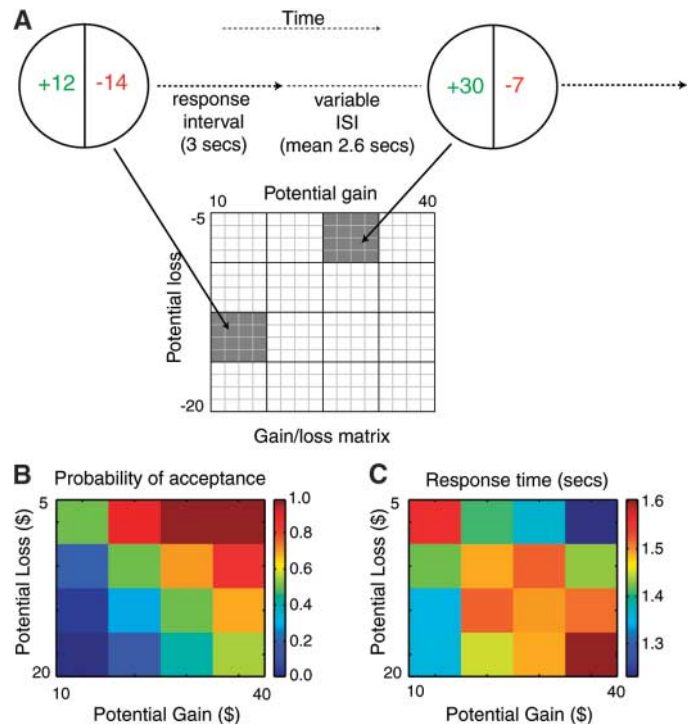 A
Time
+12 -14
+30 -7
response
interval
(3 secs)
variable
ISI
(mean 2.6 secs)
Potential gain
10 40
-5
Potential loss
-20
Gain/loss matrix
B Probability of acceptance
5
Potential Loss ($)
20
10 40
Potential Gain ($)
1.0
0.8
0.6
0.4
0.2
0.0
C Response time (secs)
5
Potential Loss ($)
20
10 40
Potential Gain ($)
1.6
1.5
1.4
1.3